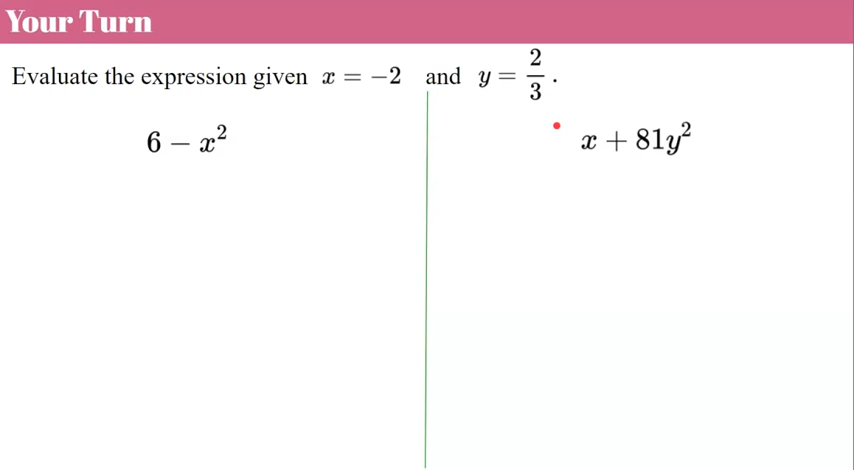 Your Turn
Evaluate the expression given x = −2 and y = 2/3 .
6 − x²
x + 81y²